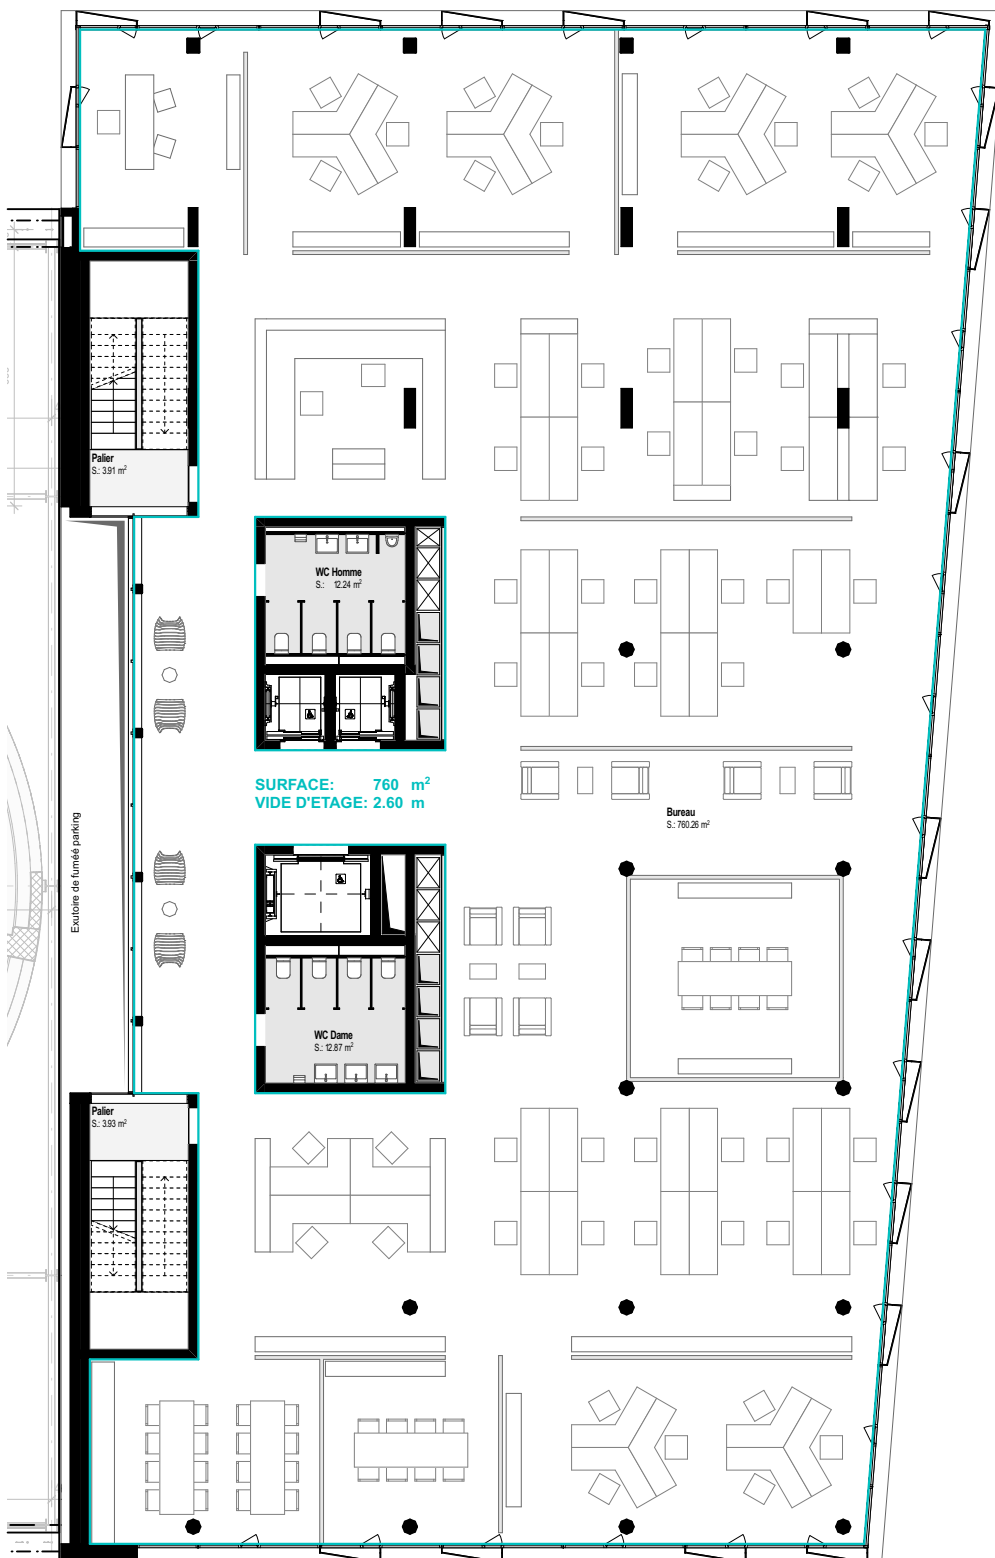 Palier
S.: 3.91 m²
WC Homme
S.: 12.24 m²
SURFACE: 760 m²
VIDE D'ETAGE: 2.60 m
Bureau
S.: 760.26 m²
Exutoire de fuméé parking
WC Dame
S.: 12.87 m²
Palier
S.: 3.93 m²